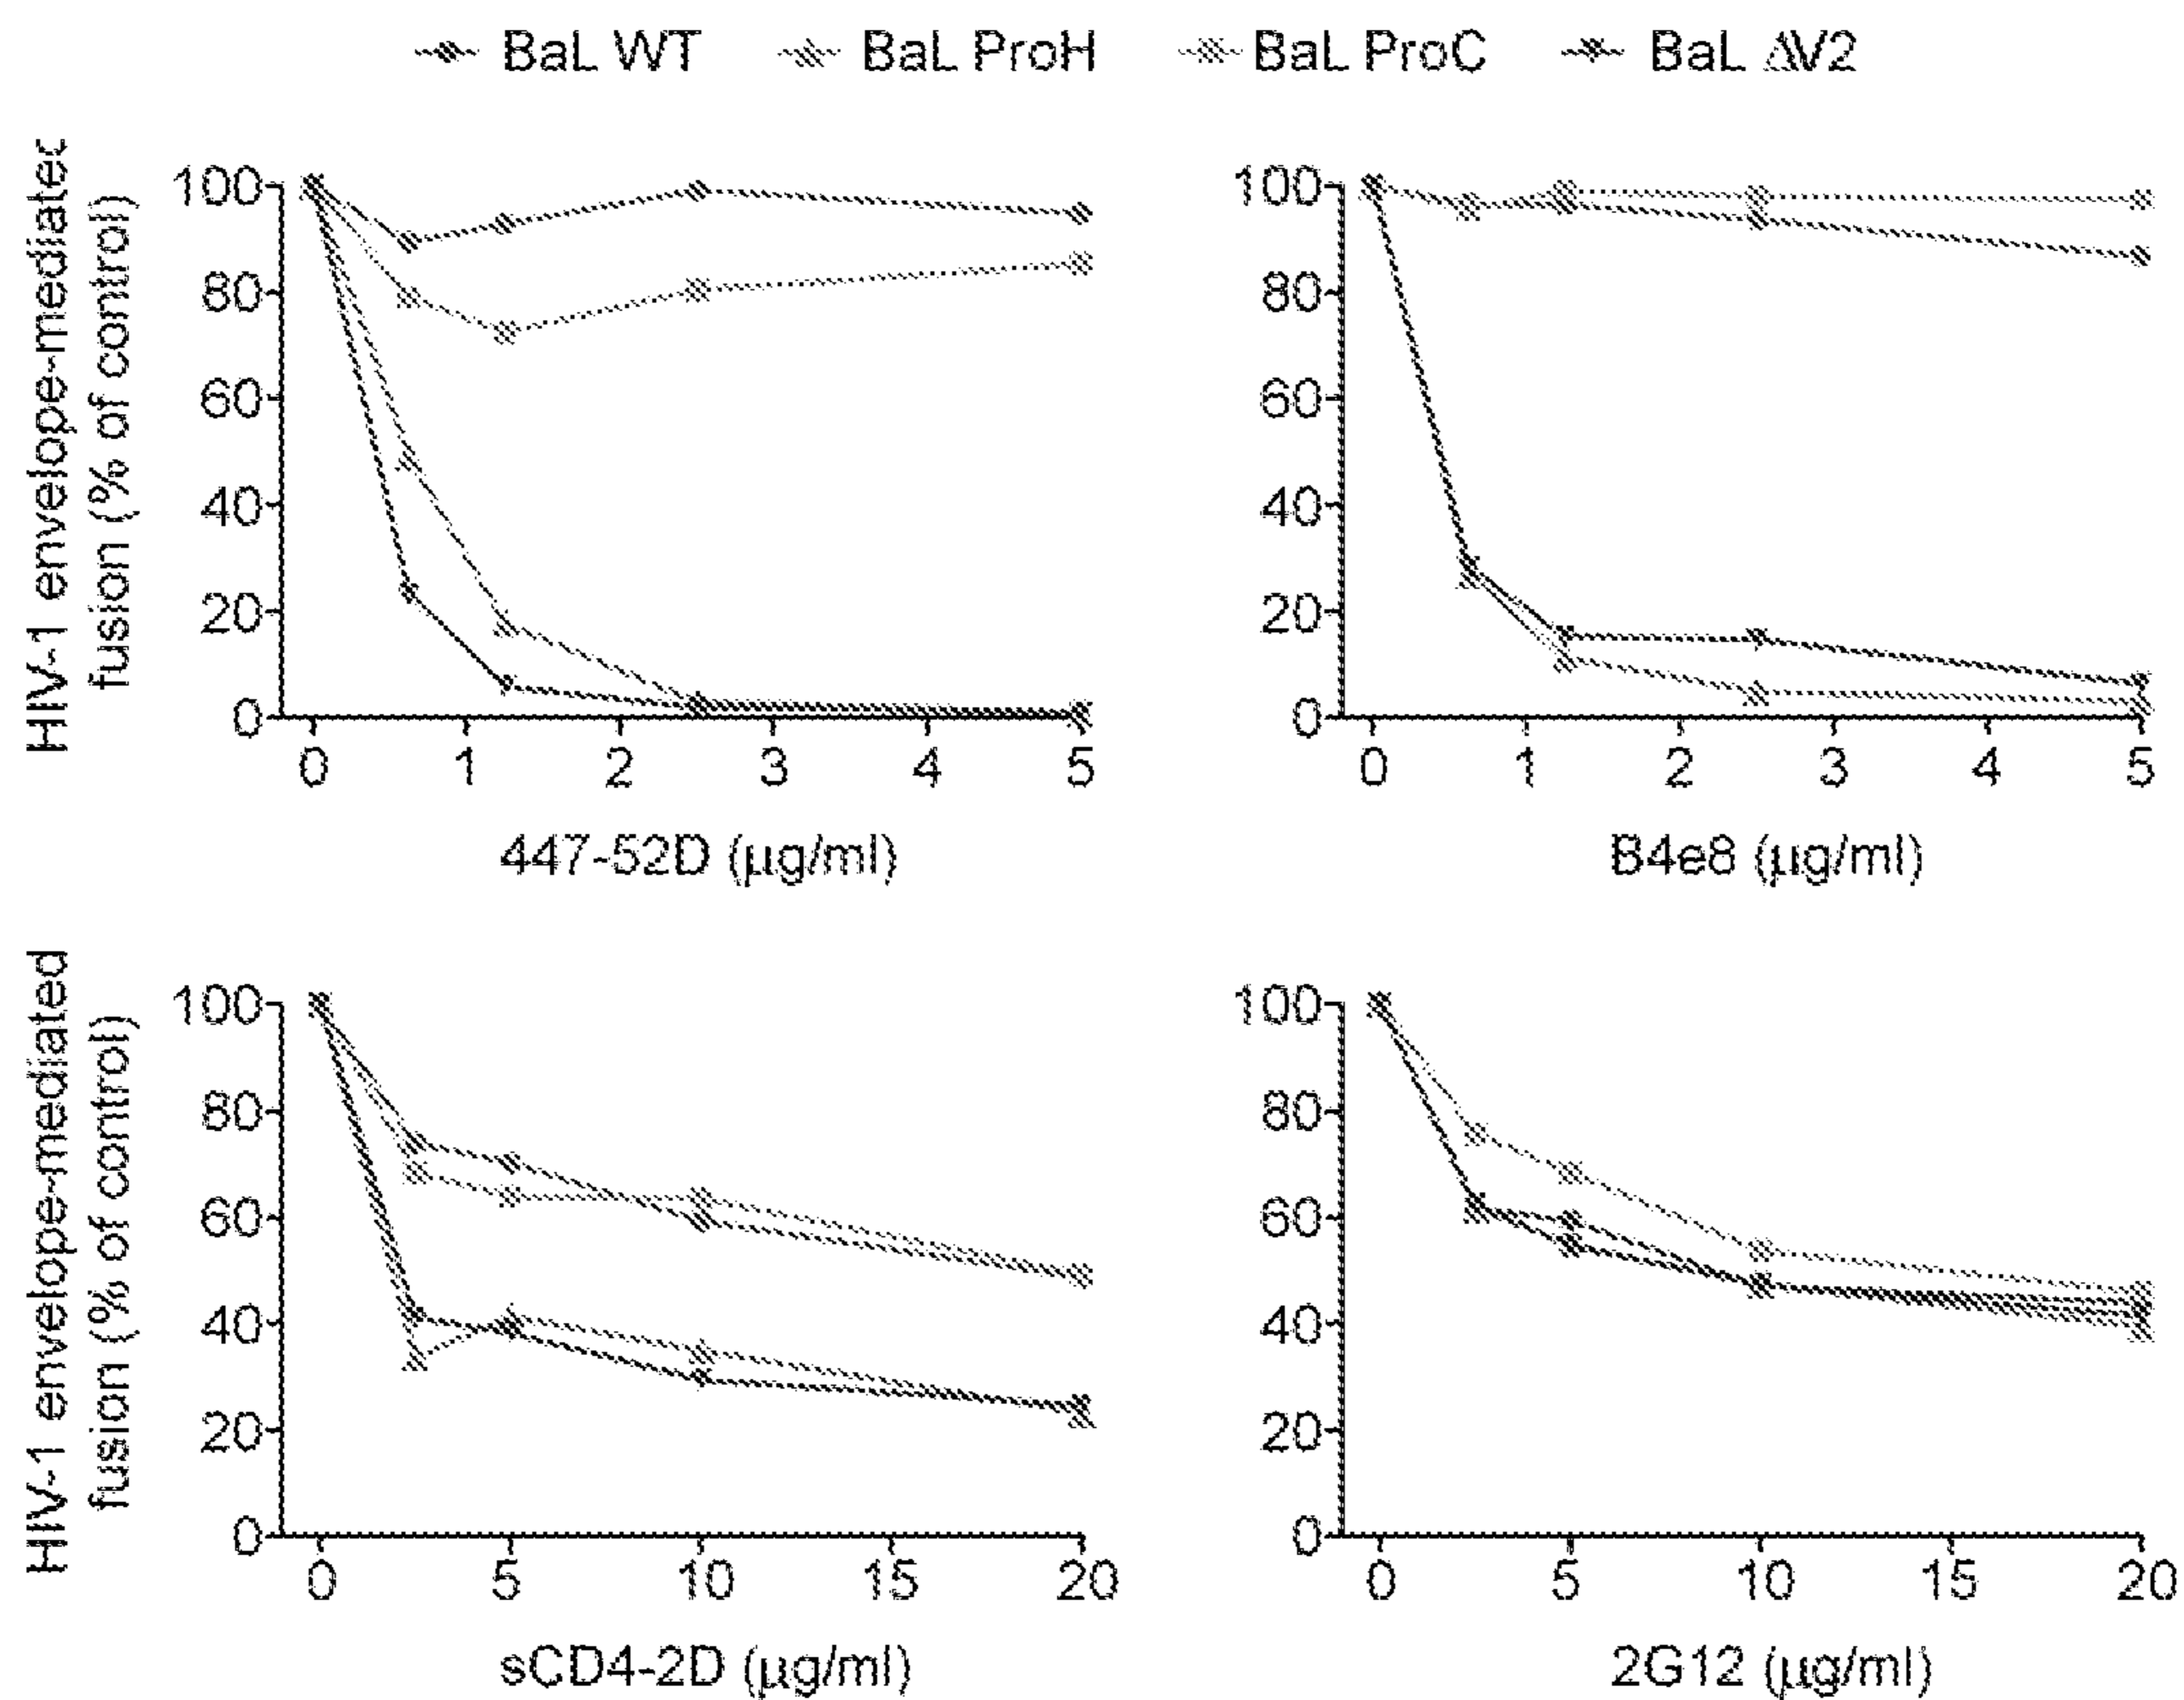 BaL WT BaL ProH BaL ProC BaL ΔV2
HIV-1 envelope-mediated
fusion (% of control)
100
80
60
40
20
0
0 1 2 3 4 5
447-52D (μg/ml)
100
80
60
40
20
0
0 1 2 3 4 5
B4e8 (μg/ml)
HIV-1 envelope-mediated
fusion (% of control)
100
80
60
40
20
0
0 5 10 15 20
sCD4-2D (μg/ml)
100
80
60
40
20
0
0 5 10 15 20
2G12 (μg/ml)